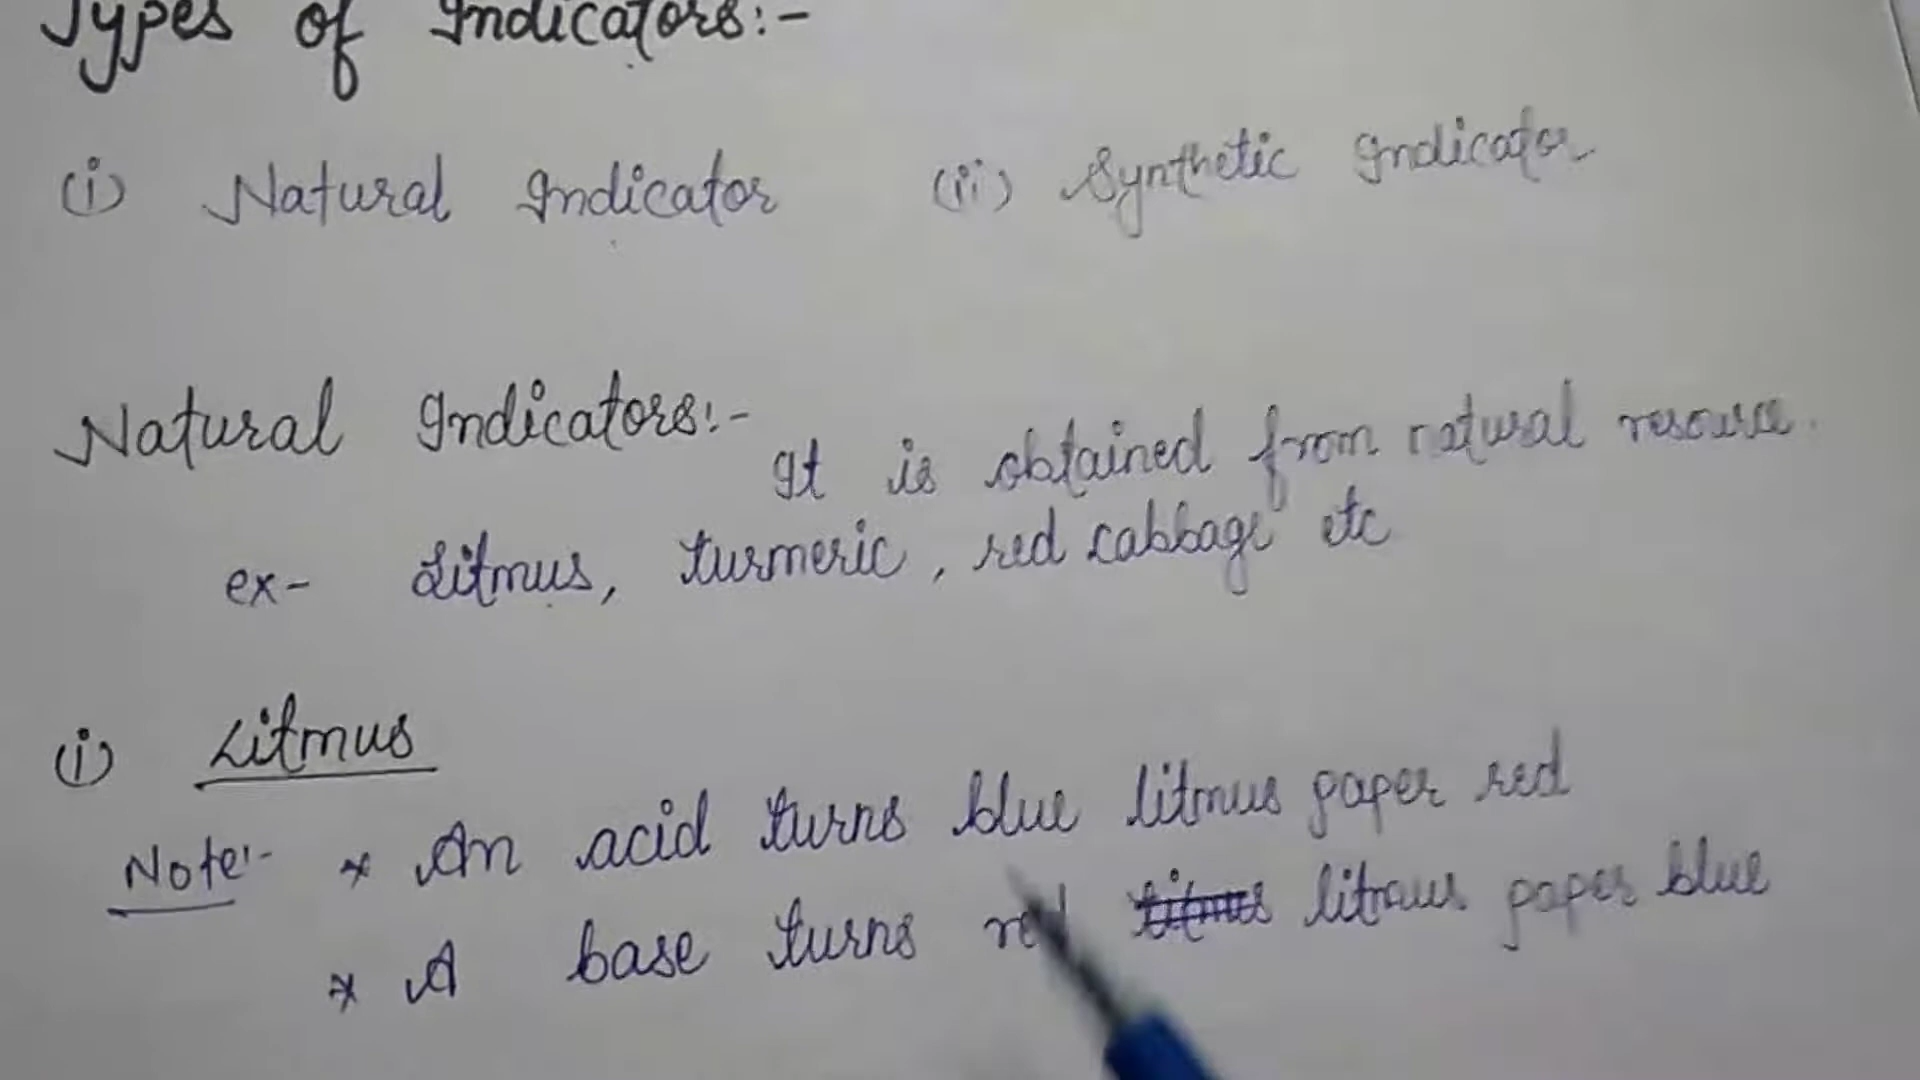 Types of Indicators:-
(i) Natural Indicator (ii) Synthetic Indicator
Natural Indicators:- It is obtained from natural resource.
ex- Litmus, turmeric, red cabbage etc
(i) Litmus
Note:- * An acid turns blue litmus paper red
* A base turns red litmus litmus paper blue